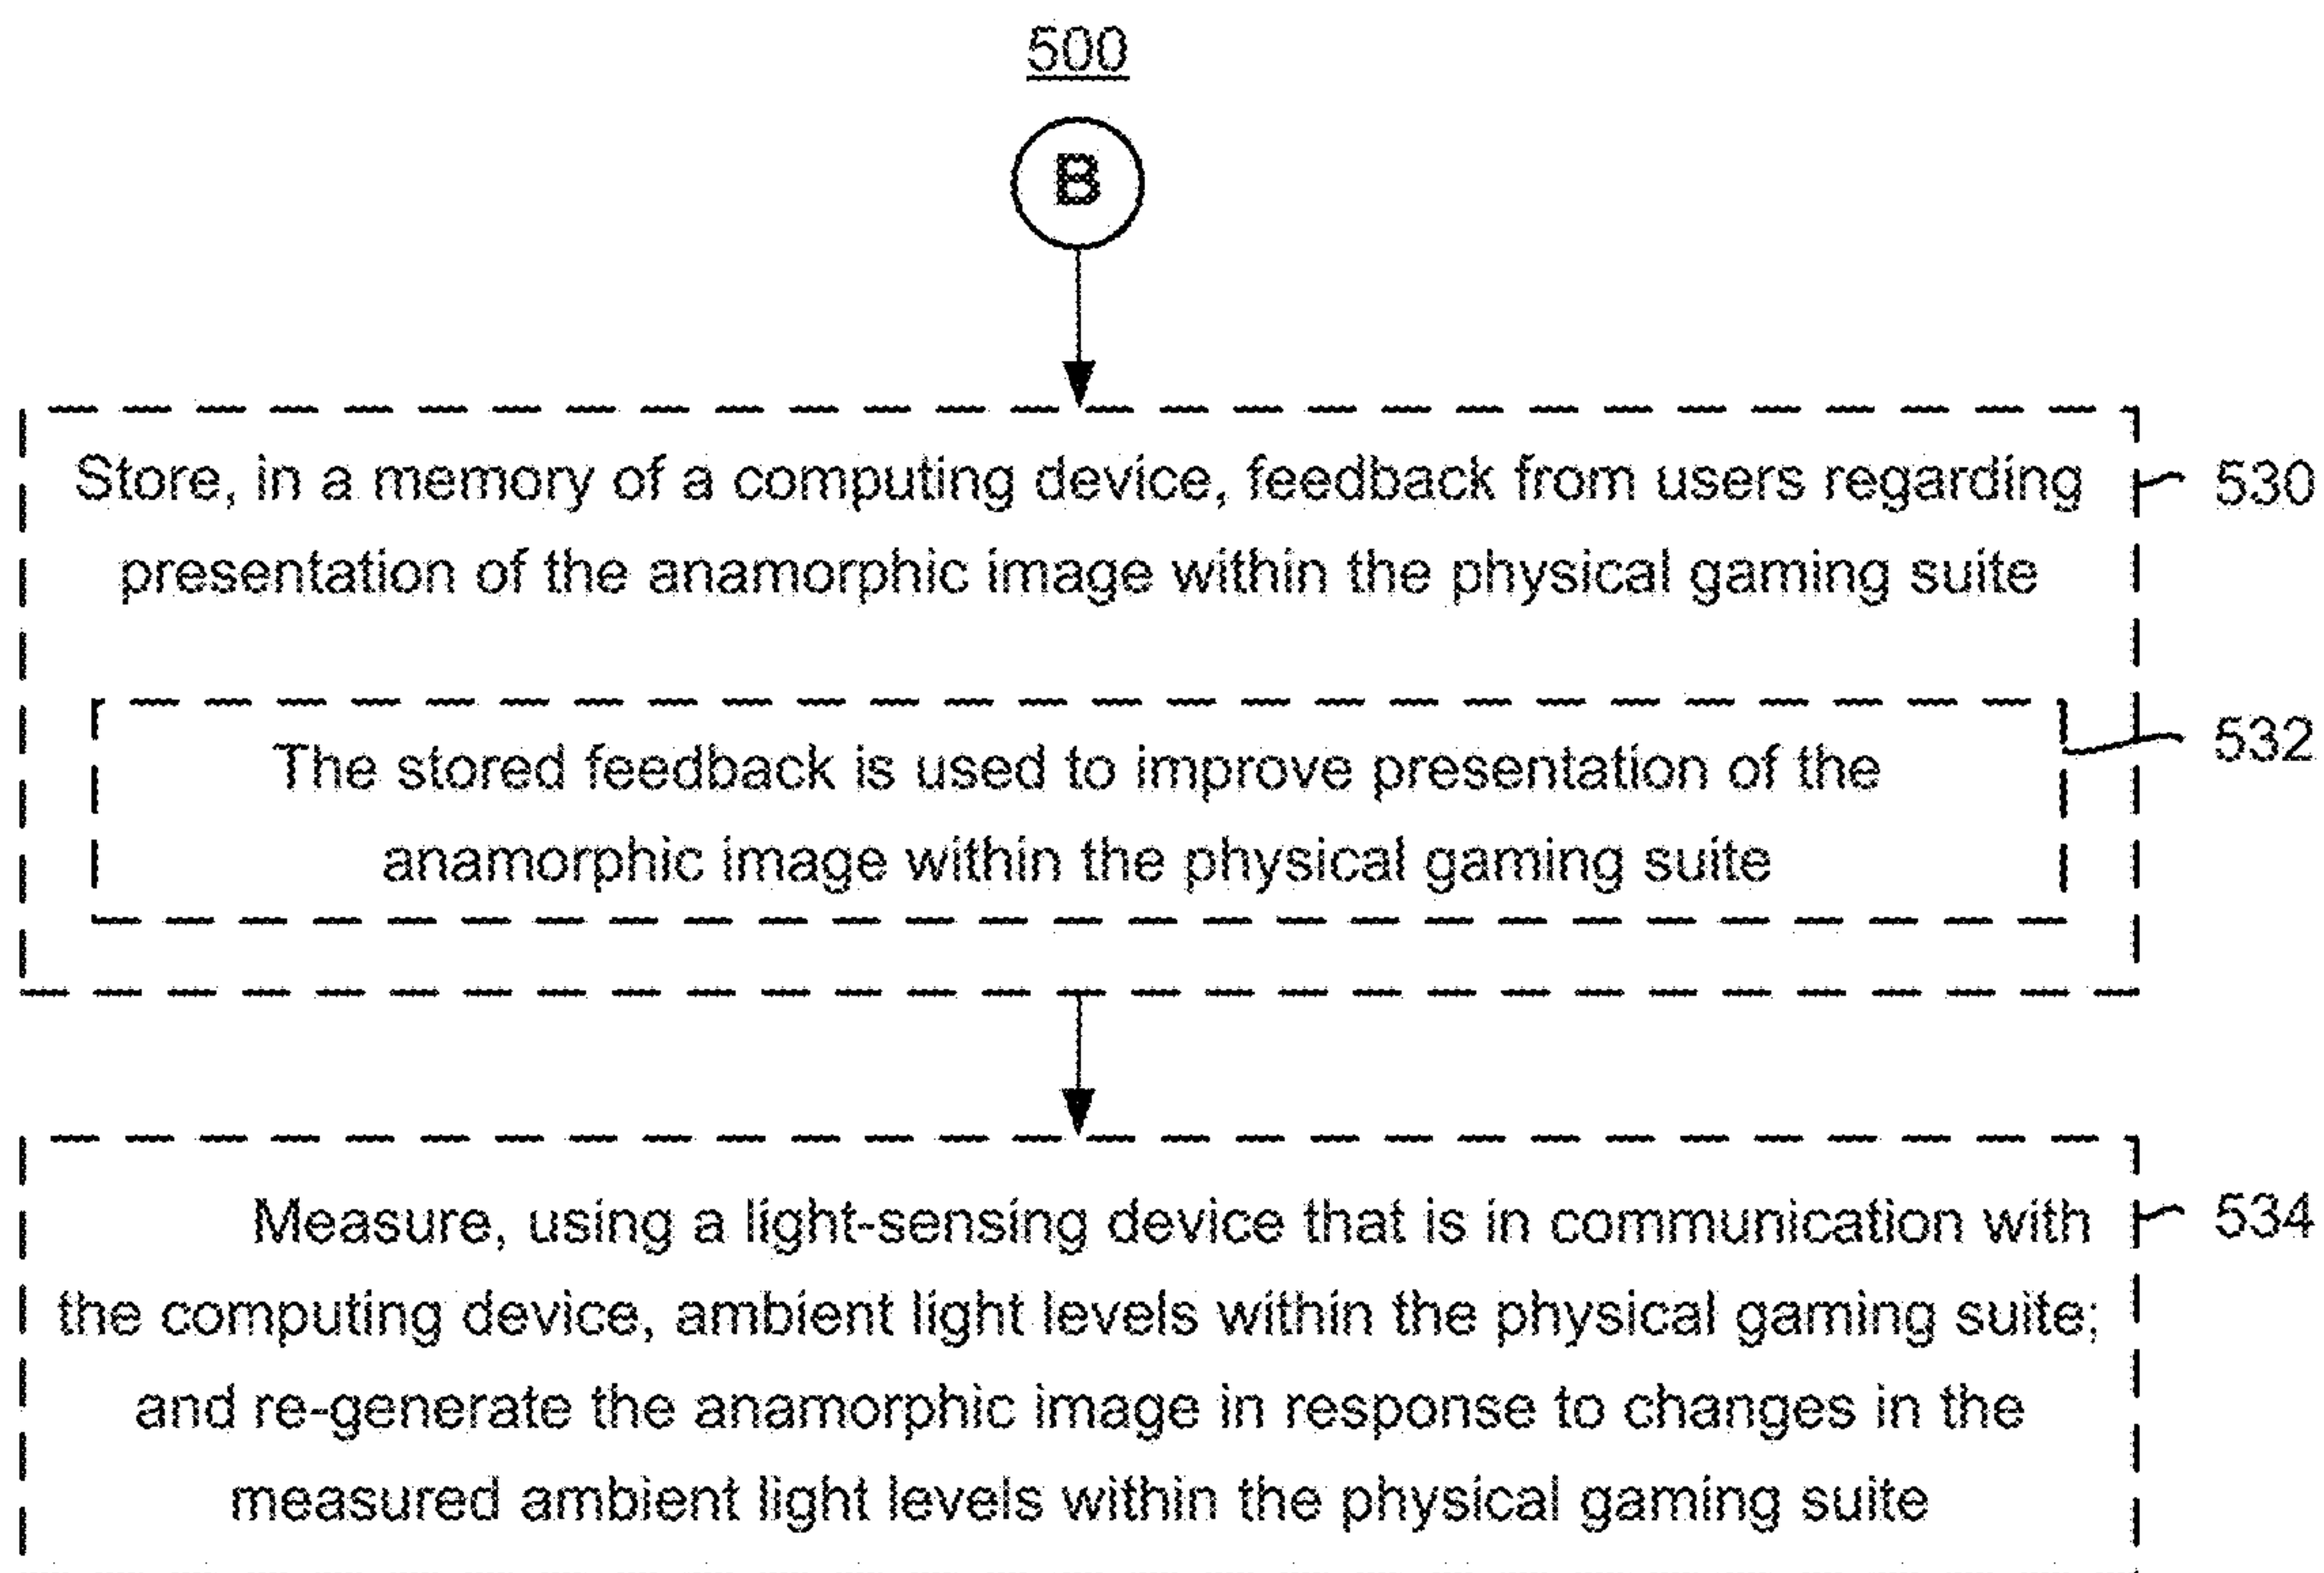 500
B
Store, in a memory of a computing device, feedback from users regarding
530
presentation of the anamorphic image within the physical gaming suite
532
The stored feedback is used to improve presentation of the
anamorphic image within the physical gaming suite
Measure, using a light-sensing device that is in communication with
534
the computing device, ambient light levels within the physical gaming suite;
and re-generate the anamorphic image in response to changes in the
measured ambient light levels within the physical gaming suite